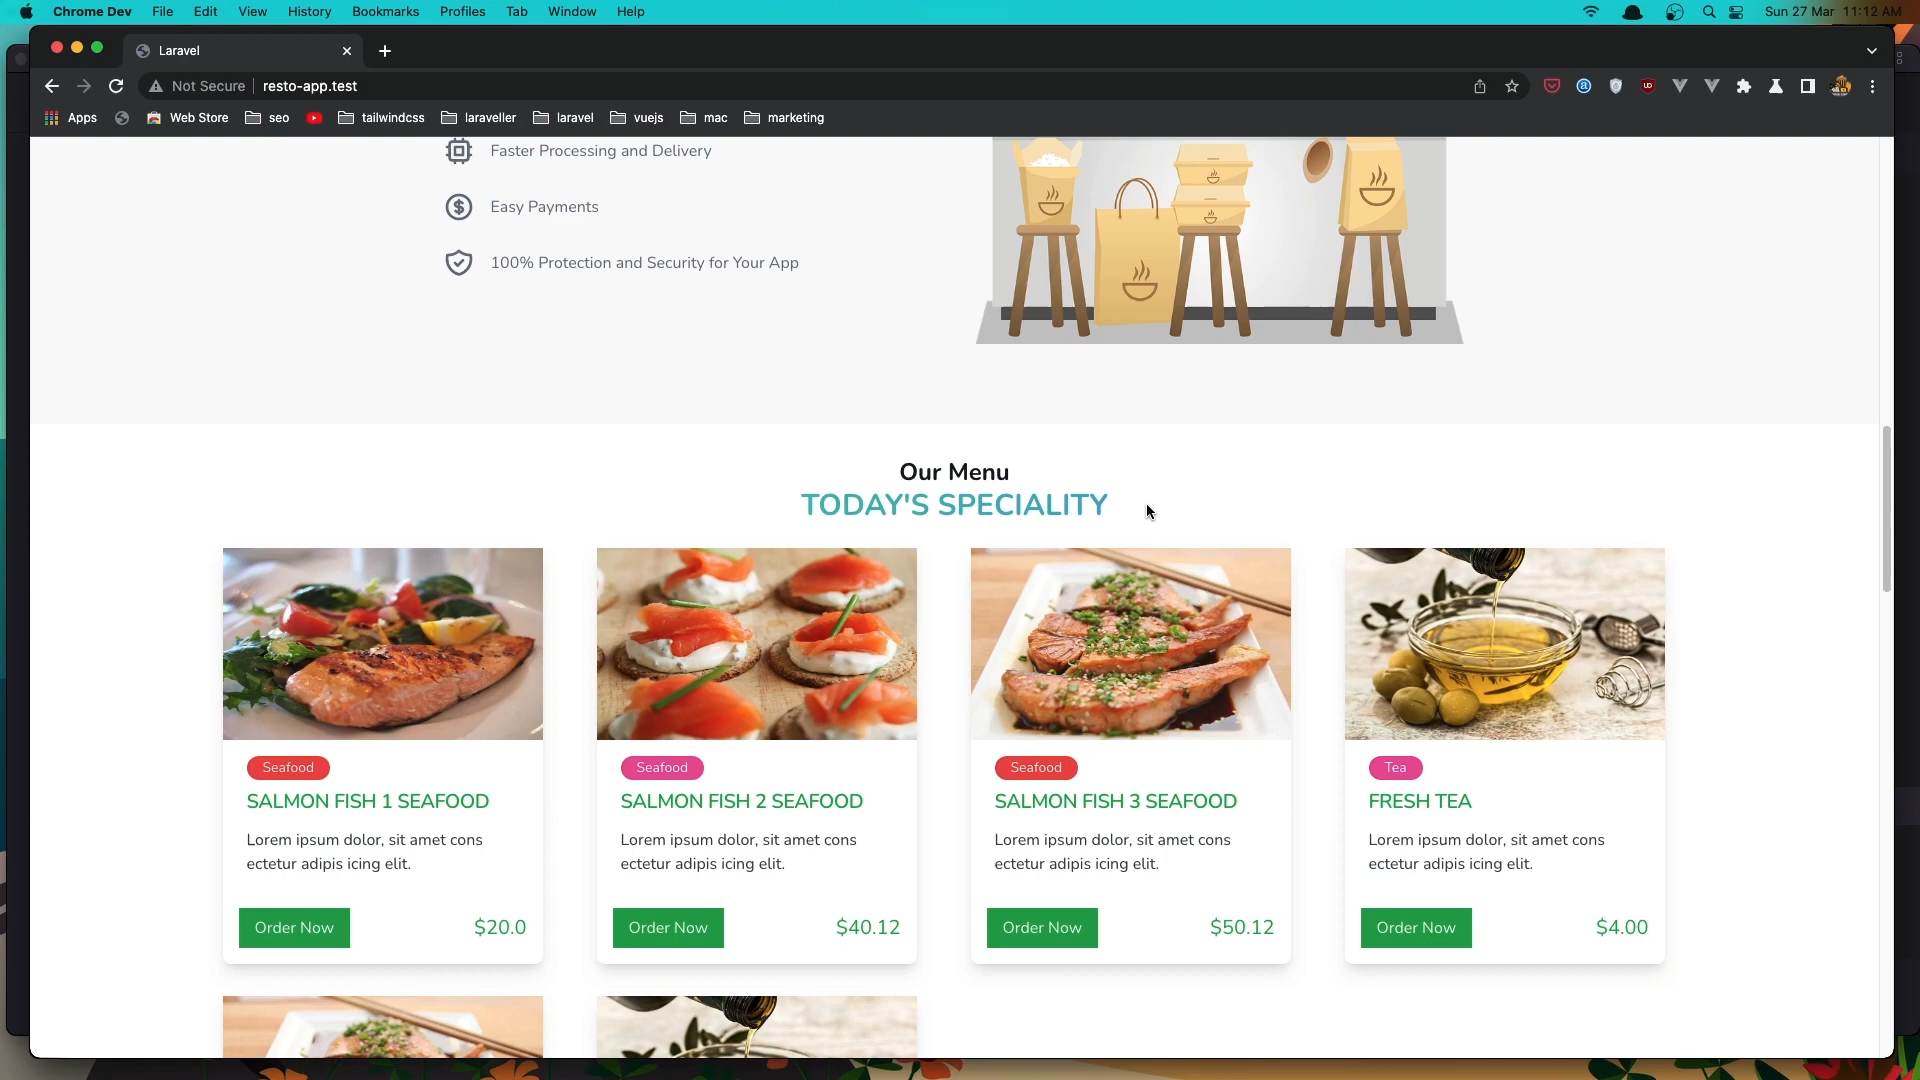 Chrome Dev File Edit View History Bookmarks Profiles Tab Window Help Sun 27 Mar 11:12 AM
Laravel
Not Secure resto-app.test
Apps Web Store seo tailwindcss laraveller laravel vuejs mac marketing
Faster Processing and Delivery
Easy Payments
100% Protection and Security for Your App
Our Menu
TODAY'S SPECIALITY
Seafood
SALMON FISH 1 SEAFOOD
Lorem ipsum dolor, sit amet cons
ectetur adipis icing elit.
Order Now $20.0
Seafood
SALMON FISH 2 SEAFOOD
Lorem ipsum dolor, sit amet cons
ectetur adipis icing elit.
Order Now $40.12
Seafood
SALMON FISH 3 SEAFOOD
Lorem ipsum dolor, sit amet cons
ectetur adipis icing elit.
Order Now $50.12
Tea
FRESH TEA
Lorem ipsum dolor, sit amet cons
ectetur adipis icing elit.
Order Now $4.00